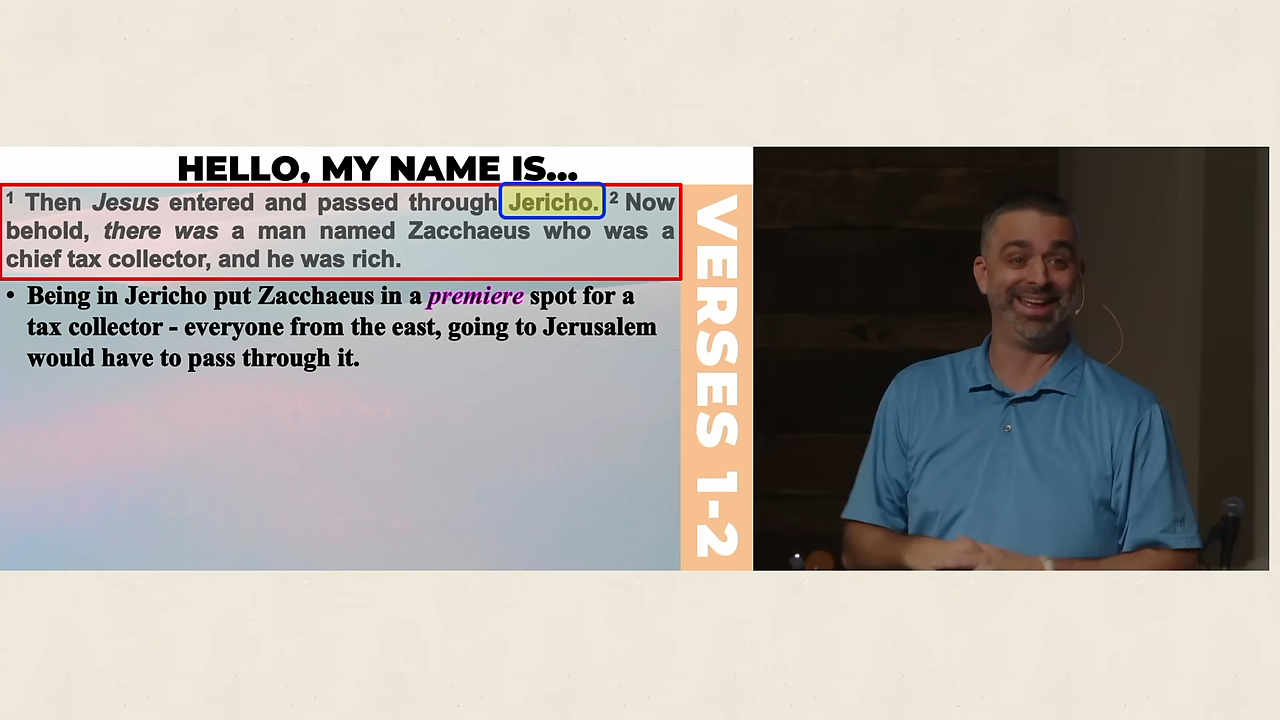 HELLO, MY NAME IS...
¹ Then Jesus entered and passed through Jericho. ² Now
behold, there was a man named Zacchaeus who was a
chief tax collector, and he was rich.
• Being in Jericho put Zacchaeus in a premiere spot for a
tax collector - everyone from the east, going to Jerusalem
would have to pass through it.
VERSES 1-2